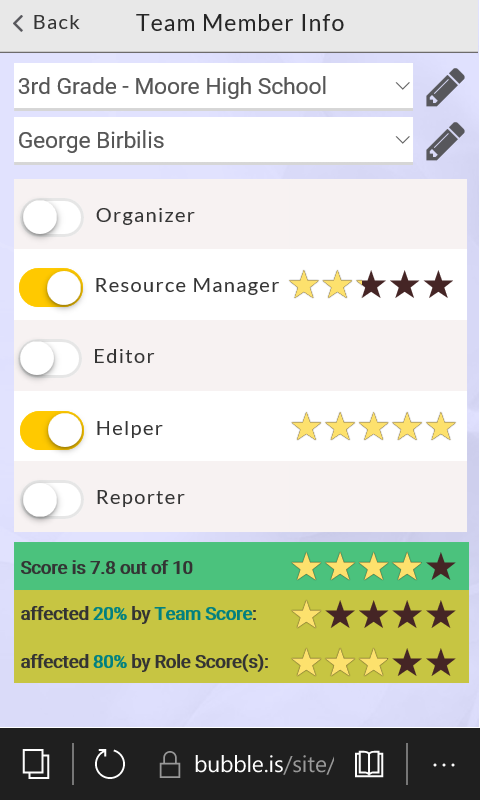 Back
Team Member Info
3rd Grade - Moore High School
George Birbilis
Organizer
Resource Manager
Editor
Helper
Reporter
Score is 7.8 out of 10
affected 20% by Team Score:
affected 80% by Role Score(s):
bubble.is/site/